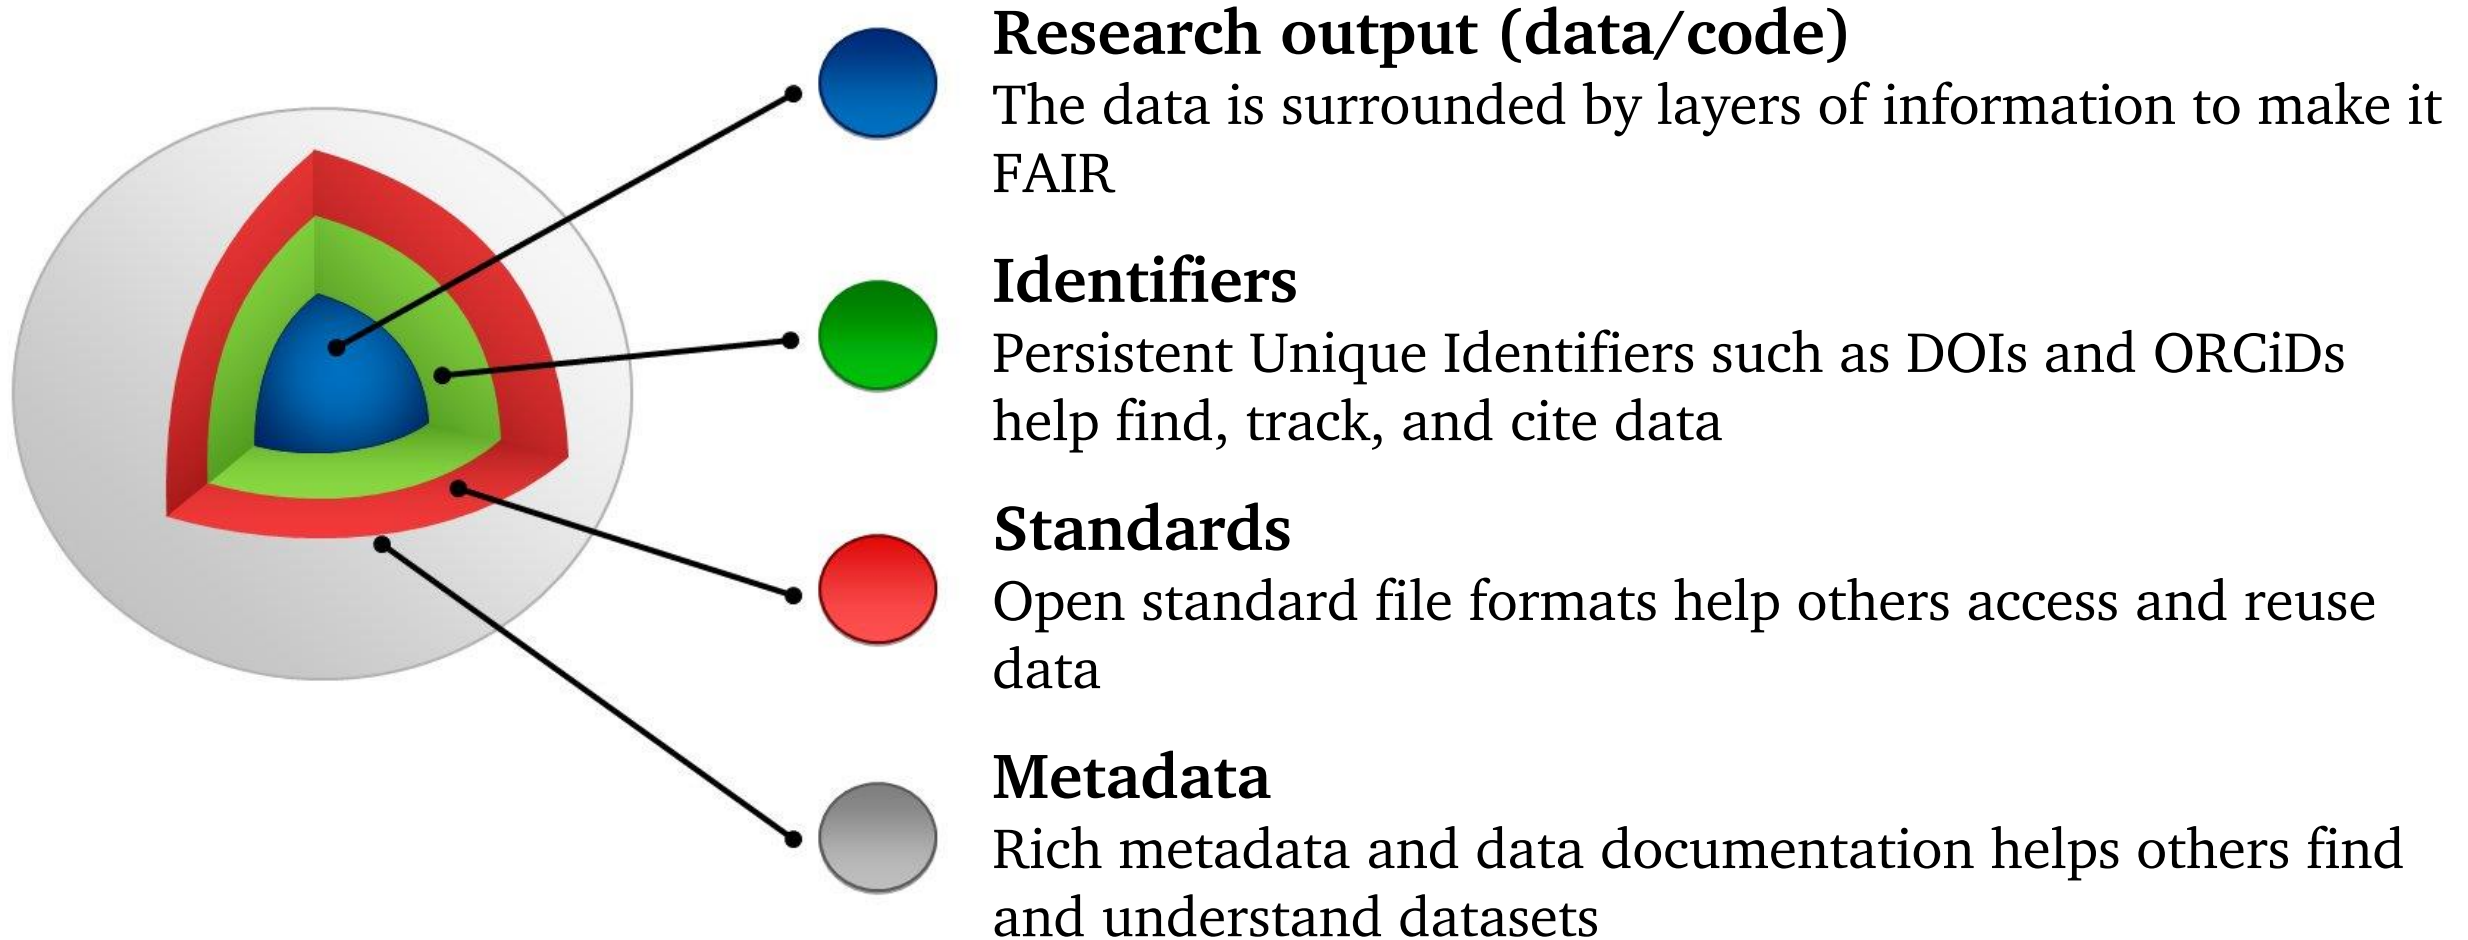 Research output (data/code)
The data is surrounded by layers of information to make it
FAIR
Identifiers
Persistent Unique Identifiers such as DOIs and ORCiDs
help find, track, and cite data
Standards
Open standard file formats help others access and reuse
data
Metadata
Rich metadata and data documentation helps others find
and understand datasets